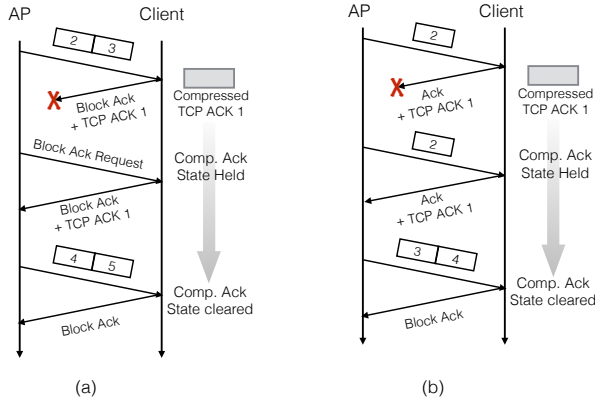 AP
Client
2 3
Compressed
TCP ACK 1
Block Ack
+ TCP ACK 1
Block Ack Request
Comp. Ack
State Held
Block Ack
+ TCP ACK 1
4 5
Comp. Ack
State cleared
Block Ack
(a)
AP
Client
2
Compressed
TCP ACK 1
Ack
+ TCP ACK 1
2
Comp. Ack
State Held
Ack
+ TCP ACK 1
3 4
Comp. Ack
State cleared
Block Ack
(b)